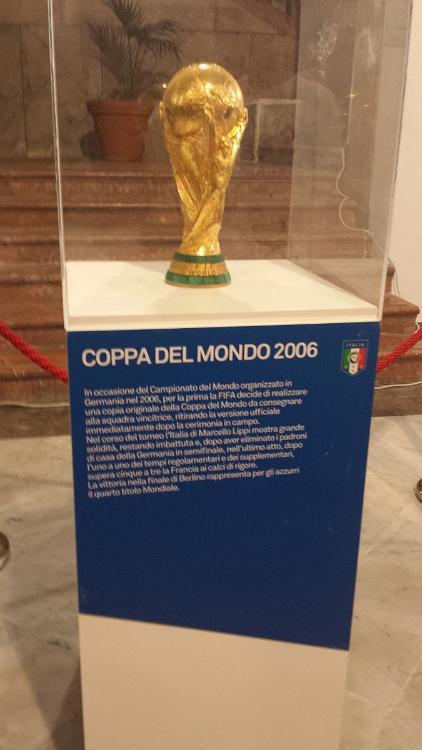 WORLD
COPPA DEL MONDO 2006
ITALIA
In occasione del Campionato del Mondo organizzato in
Germania nel 2006, per la prima la FIFA decide di realizzare
una copia originale della Coppa del Mondo da consegnare
alla squadra vincitrice, ritirando la versione ufficiale
immediatamente dopo la cerimonia in campo.
Nel corso del torneo l'Italia di Marcello Lippi mostra grande
solidità, restando imbattuta e, dopo aver eliminato i padroni
di casa della Germania in semifinale, nell'ultimo atto, dopo
l'uno a uno dei tempi regolamentari e dei supplementari,
supera cinque a tre la Francia ai calci di rigore.
La vittoria nella finale di Berlino rappresenta per gli azzurri
il quarto titolo Mondiale.